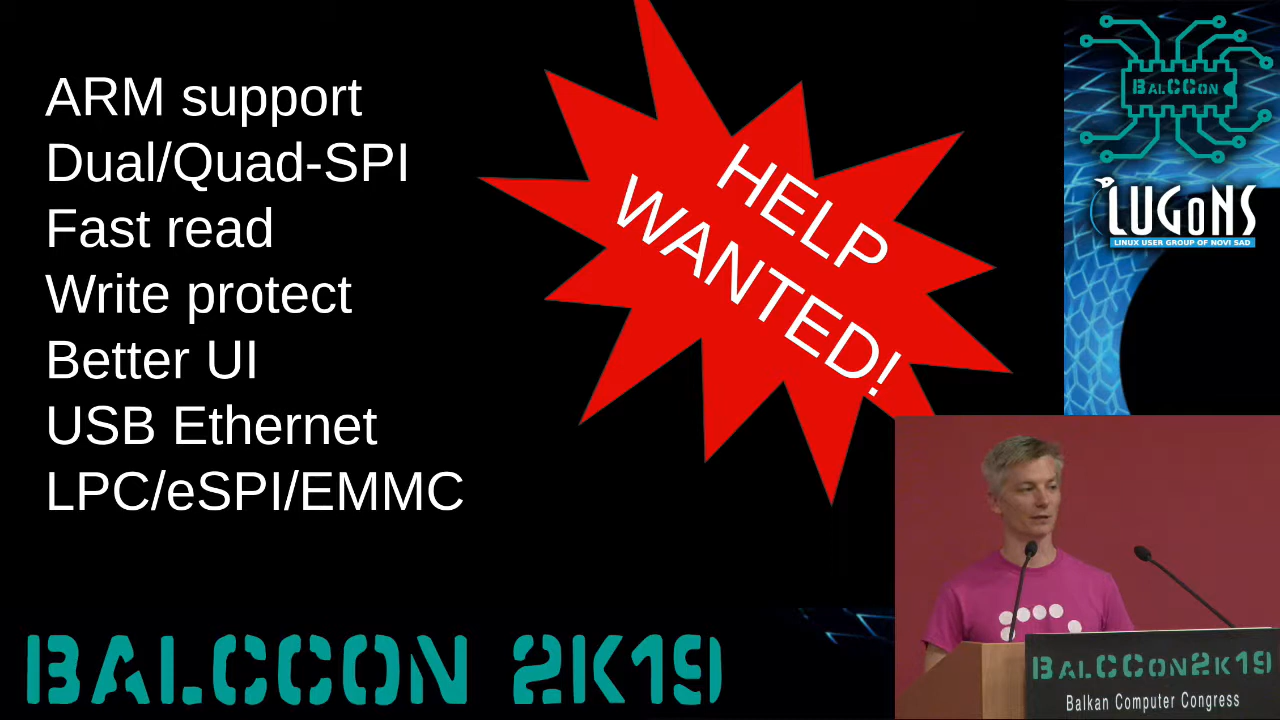 ARM support
Dual/Quad-SPI
Fast read
Write protect
Better UI
USB Ethernet
LPC/eSPI/EMMC
HELP
WANTED!
BALCCON
LUGONS
LINUX USER GROUP OF NOVI SAD
BALCCON 2K19
BALCCON2K19
Balkan Computer Congress